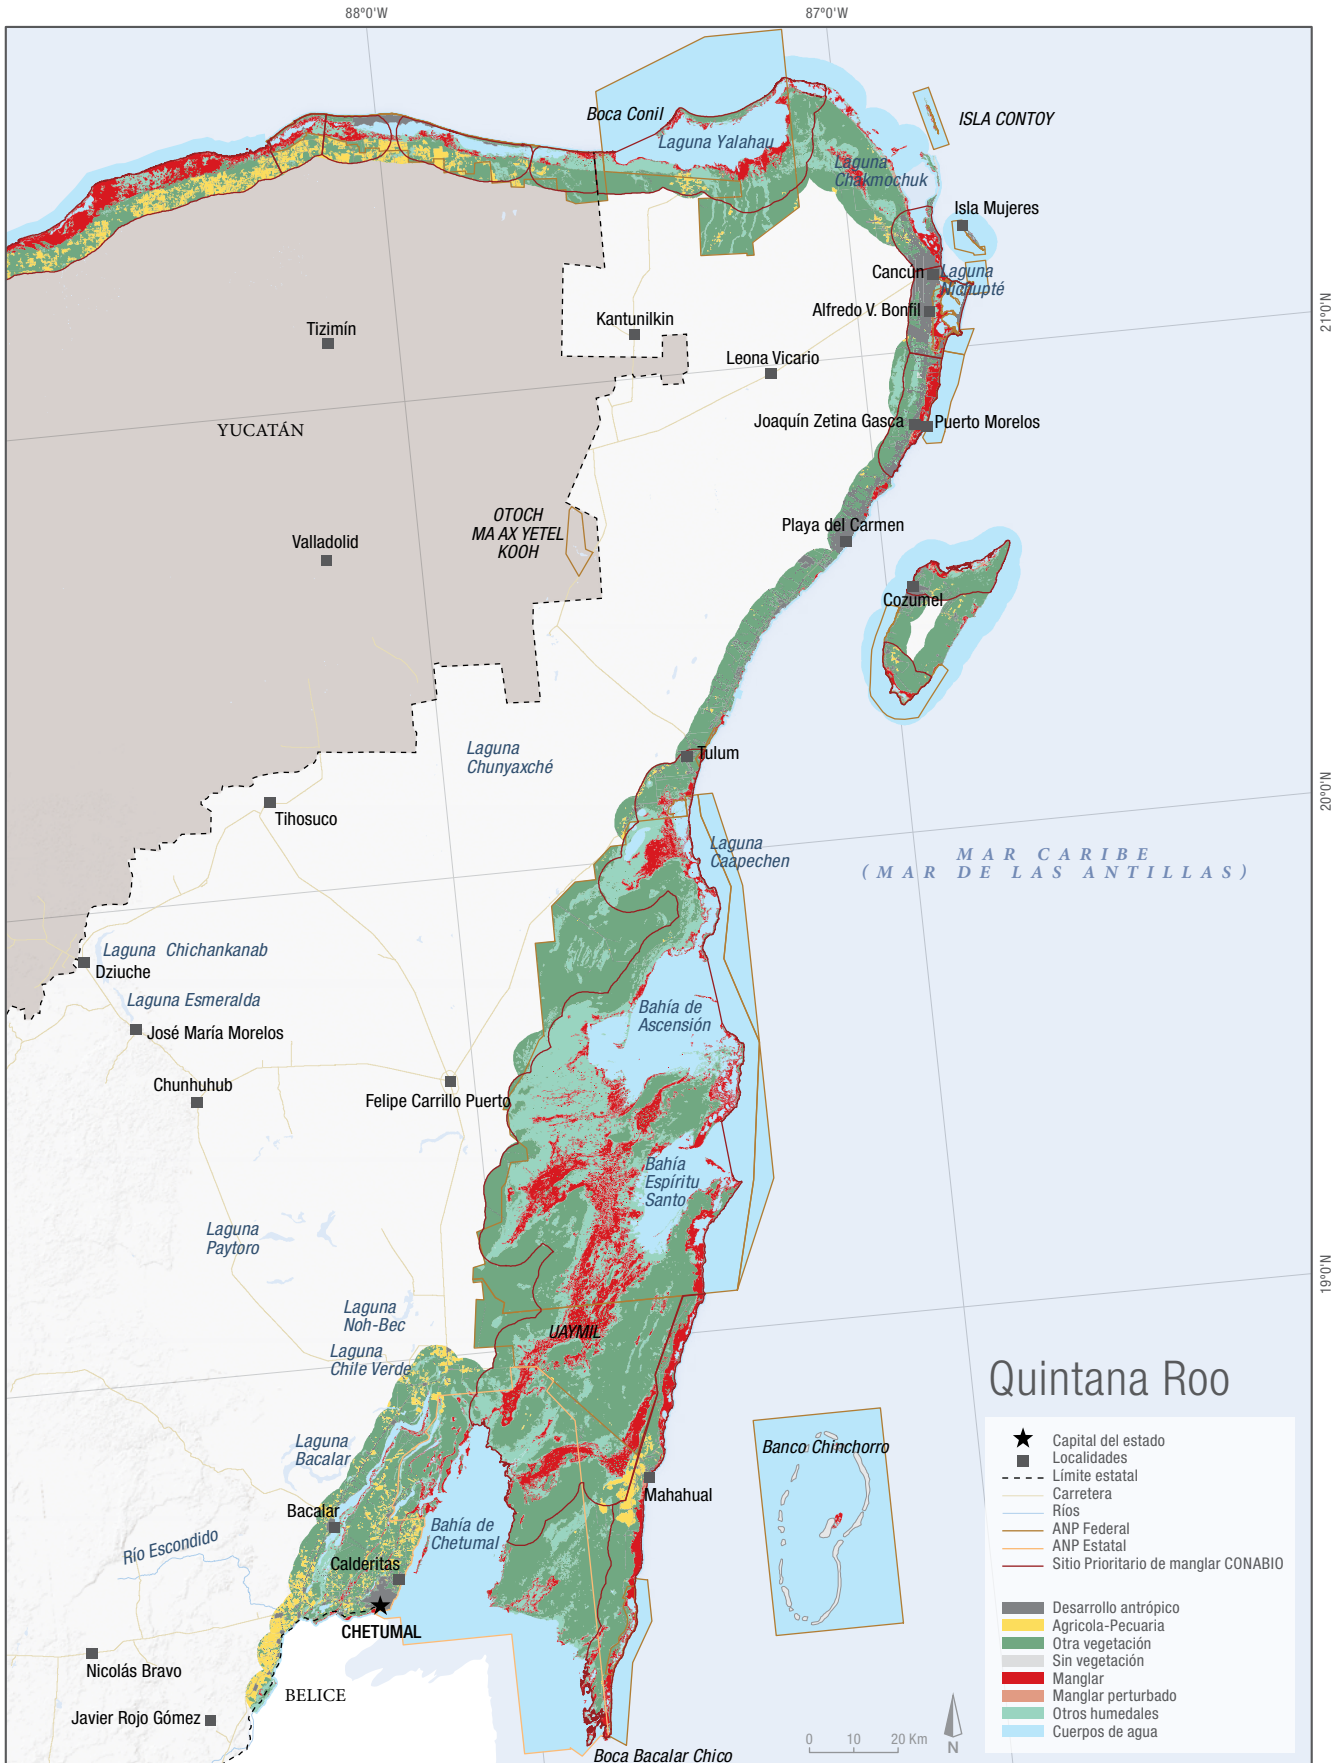 88°0'W
87°0'W
Boca Conil
ISLA CONTOY
Laguna Yalahau
Laguna
Chakmochuk
Isla Mujeres
Cancún
Laguna
Nichupté
Alfredo V. Bonfil
21°0'N
Tizimín
Kantunilkin
Leona Vicario
Joaquín Zetina Gasca
Puerto Morelos
YUCATÁN
OTOCH
MA AX YETEL
KOOH
Playa del Carmen
Valladolid
Cozumel
Laguna
Chunyaxché
Tulum
20°0'N
Tihosuco
Laguna
Caapechen
MAR CARIBE
(MAR DE LAS ANTILLAS)
Laguna Chichankanab
Dziuche
Laguna Esmeralda
José María Morelos
Bahía de
Ascensión
Chunhuhub
Felipe Carrillo Puerto
Bahía
Espíritu
Santo
Laguna
Paytoro
19°0'N
Laguna
Noh-Bec
UAYMIL
Laguna
Chile Verde
Laguna
Bacalar
Banco Chinchorro
Mahahual
Bacalar
Bahía de
Chetumal
Río Escondido
Calderitas
CHETUMAL
Nicolás Bravo
BELICE
Javier Rojo Gómez
Boca Bacalar Chico
Quintana Roo
Capital del estado
Localidades
Límite estatal
Carretera
Ríos
ANP Federal
ANP Estatal
Sitio Prioritario de manglar CONABIO
Desarrollo antrópico
Agricola-Pecuaria
Otra vegetación
Sin vegetación
Manglar
Manglar perturbado
Otros humedales
Cuerpos de agua
0 10 20 Km
N